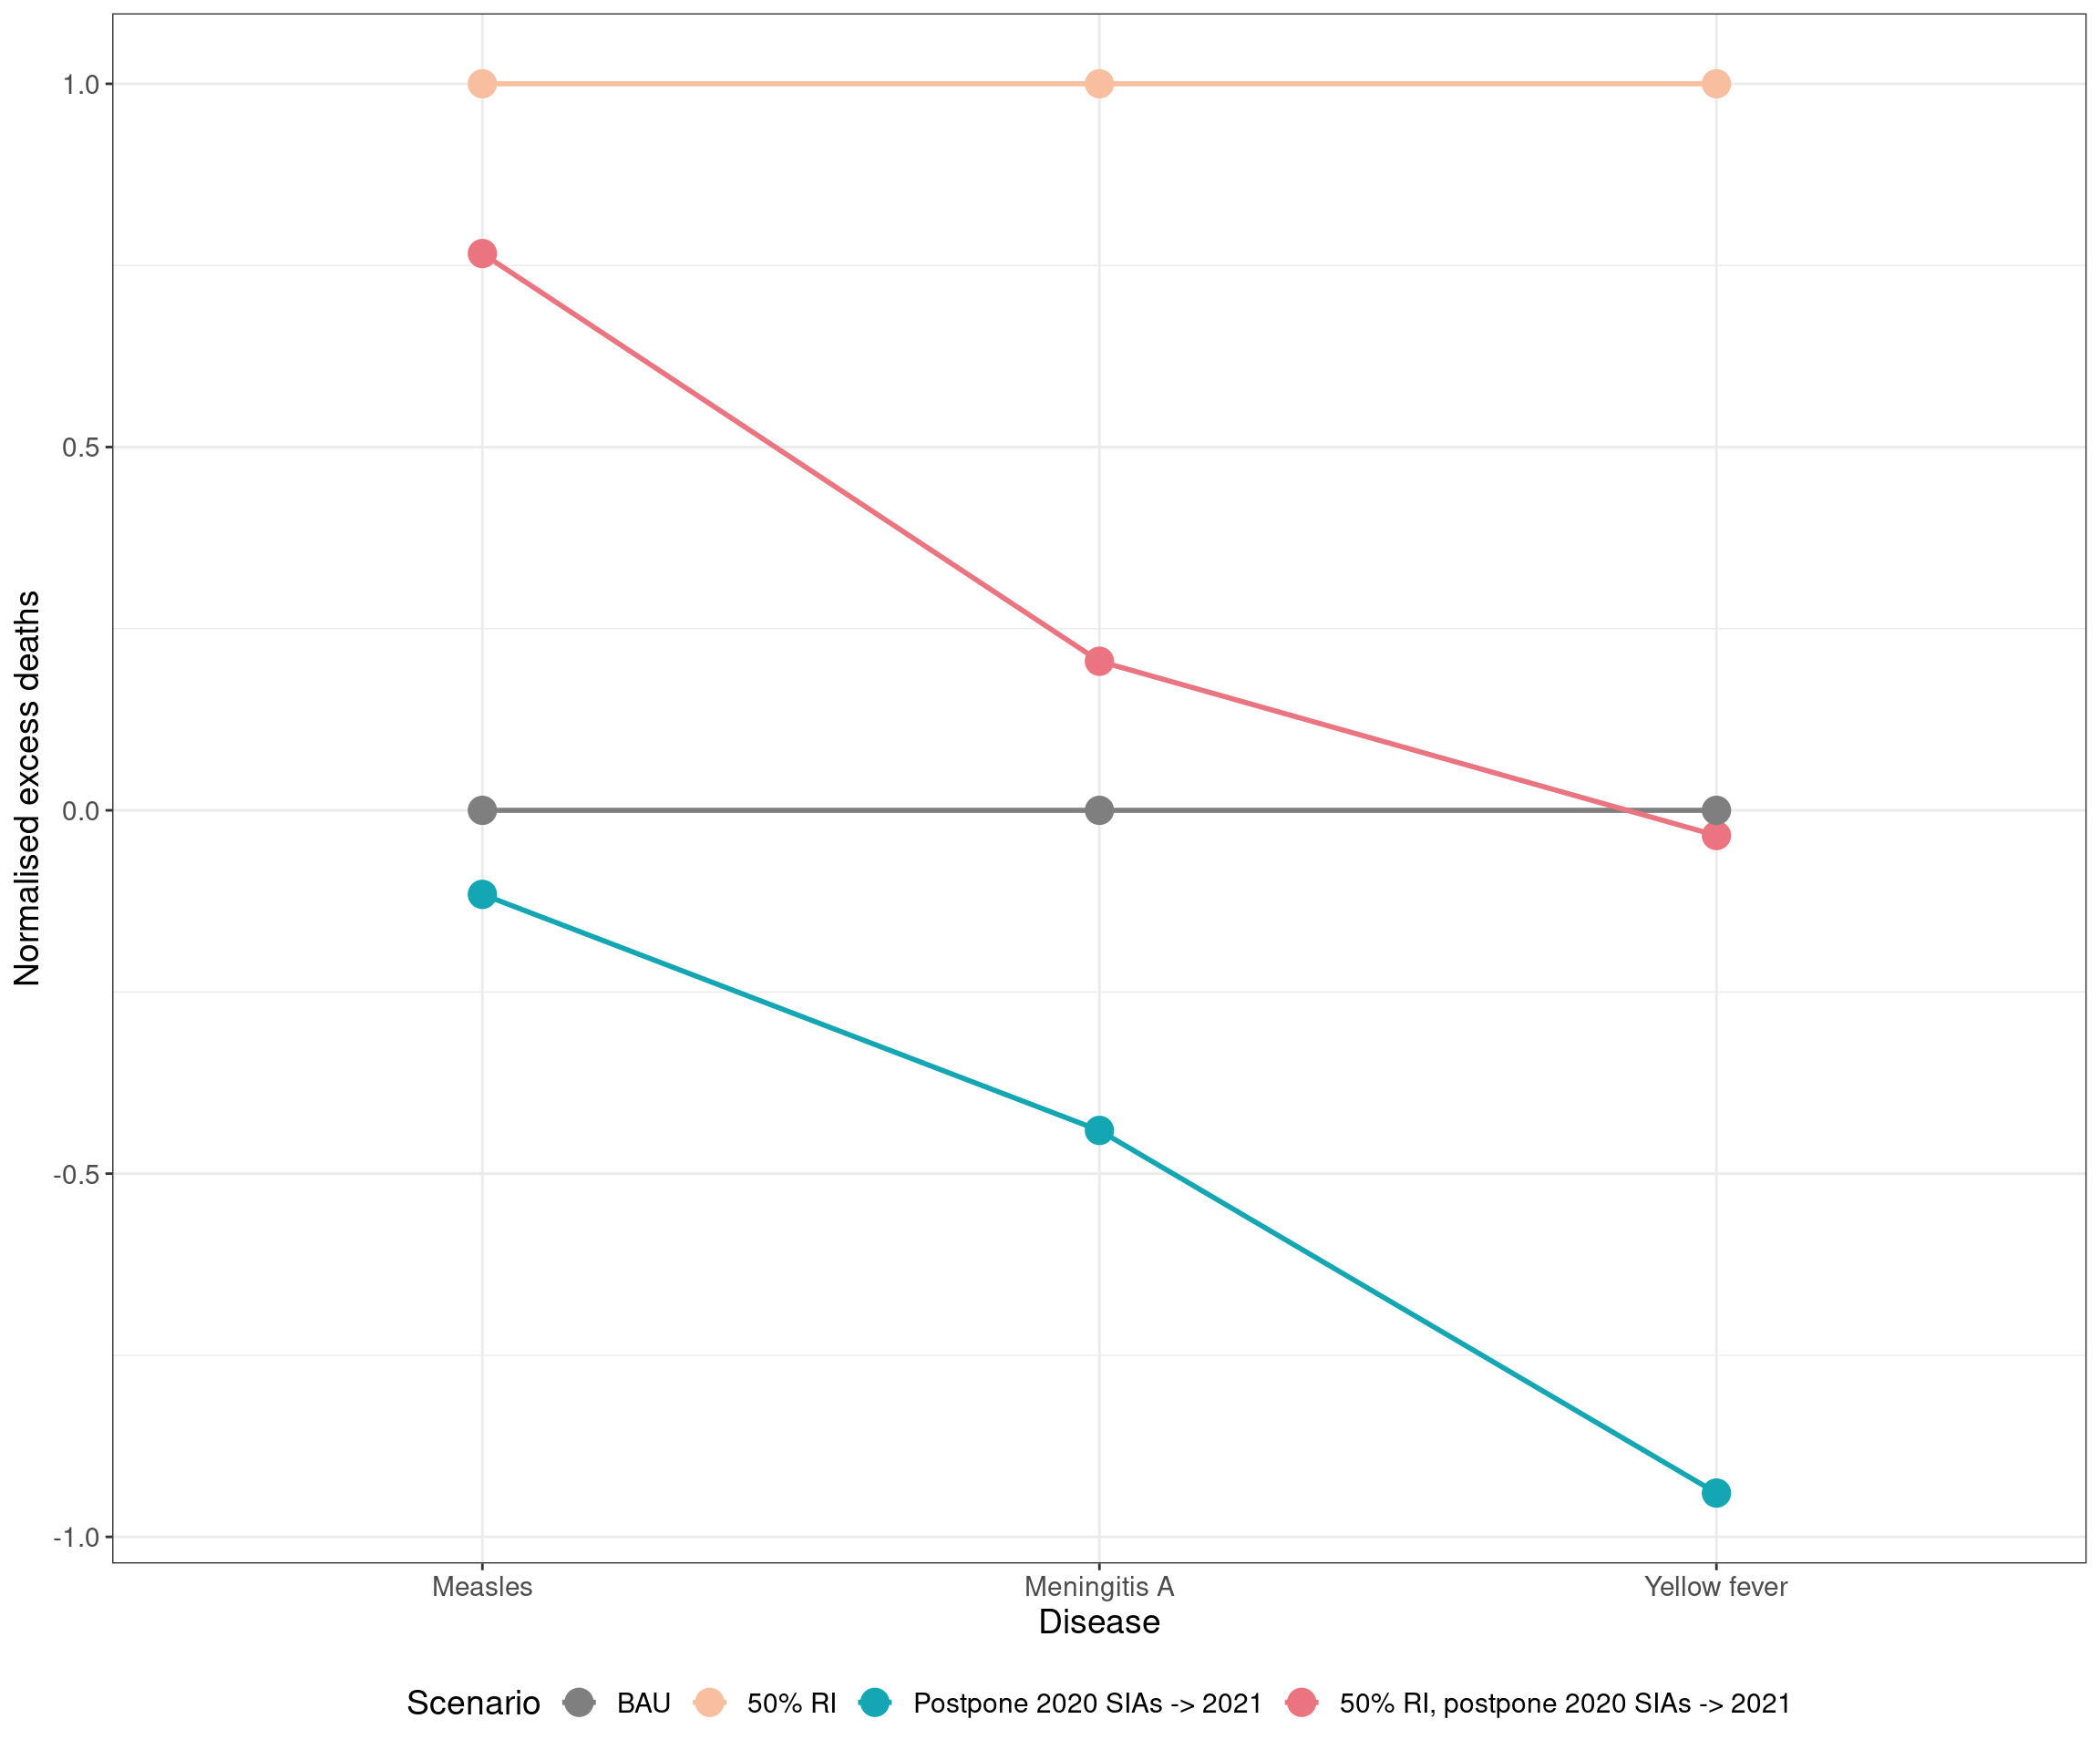 Normalised excess deaths
1.0
0.5
0.0
-0.5
-1.0
Measles Meningitis A Yellow fever
Disease
Scenario BAU 50% RI Postpone 2020 SIAs -> 2021 50% RI, postpone 2020 SIAs -> 2021